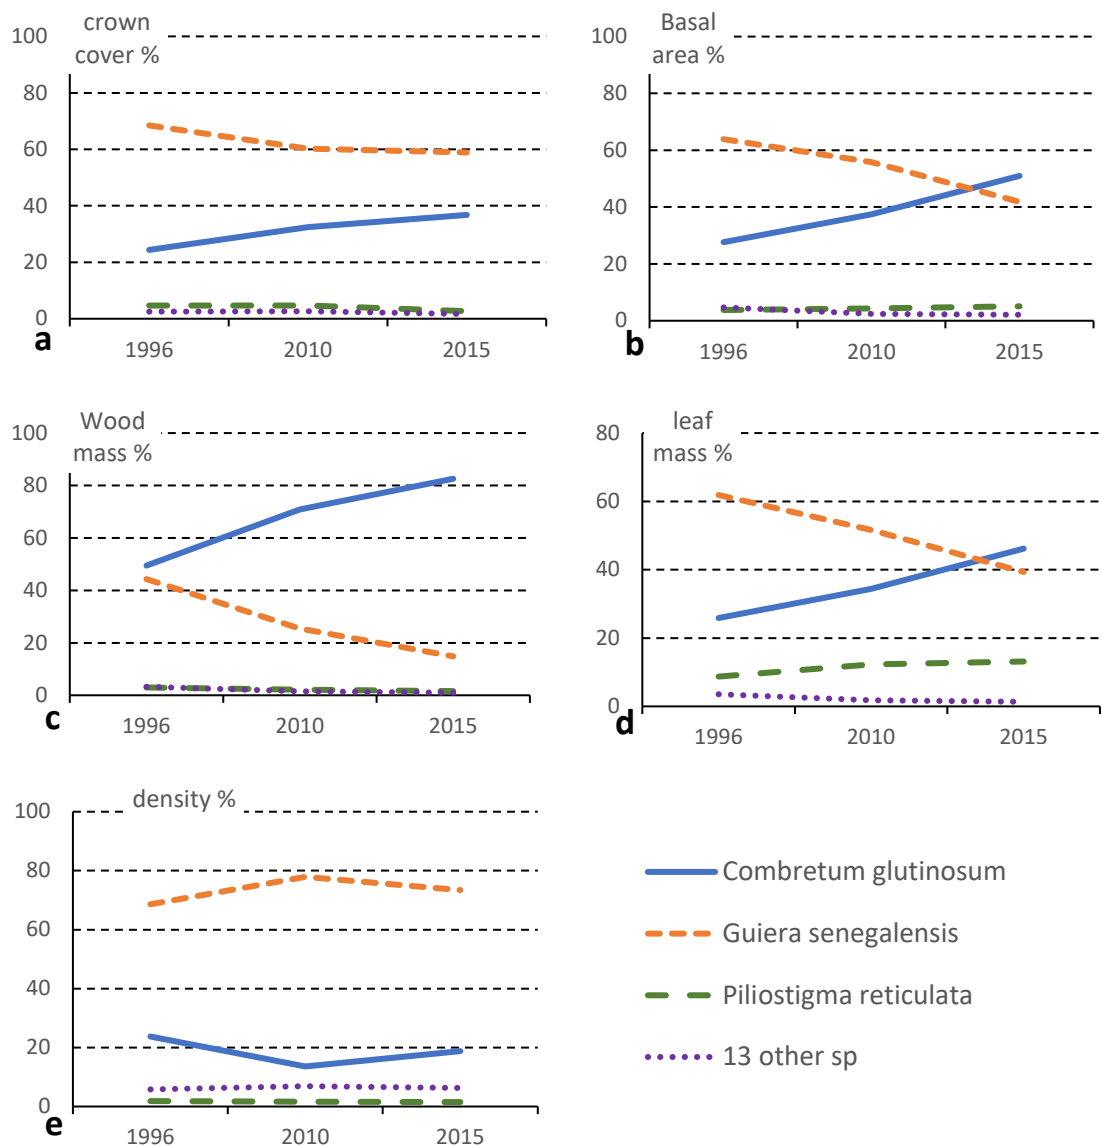 crown
cover %
100
80
60
40
20
0
a
1996
2010
2015
Basal
area %
100
80
60
40
20
0
b
1996
2010
2015
Wood
mass %
100
80
60
40
20
0
c
1996
2010
2015
leaf
mass %
80
60
40
20
0
d
1996
2010
2015
density %
100
80
60
40
20
0
e
1996
2010
2015
Combretum glutinosum
Guiera senegalensis
Piliostigma reticulata
13 other sp